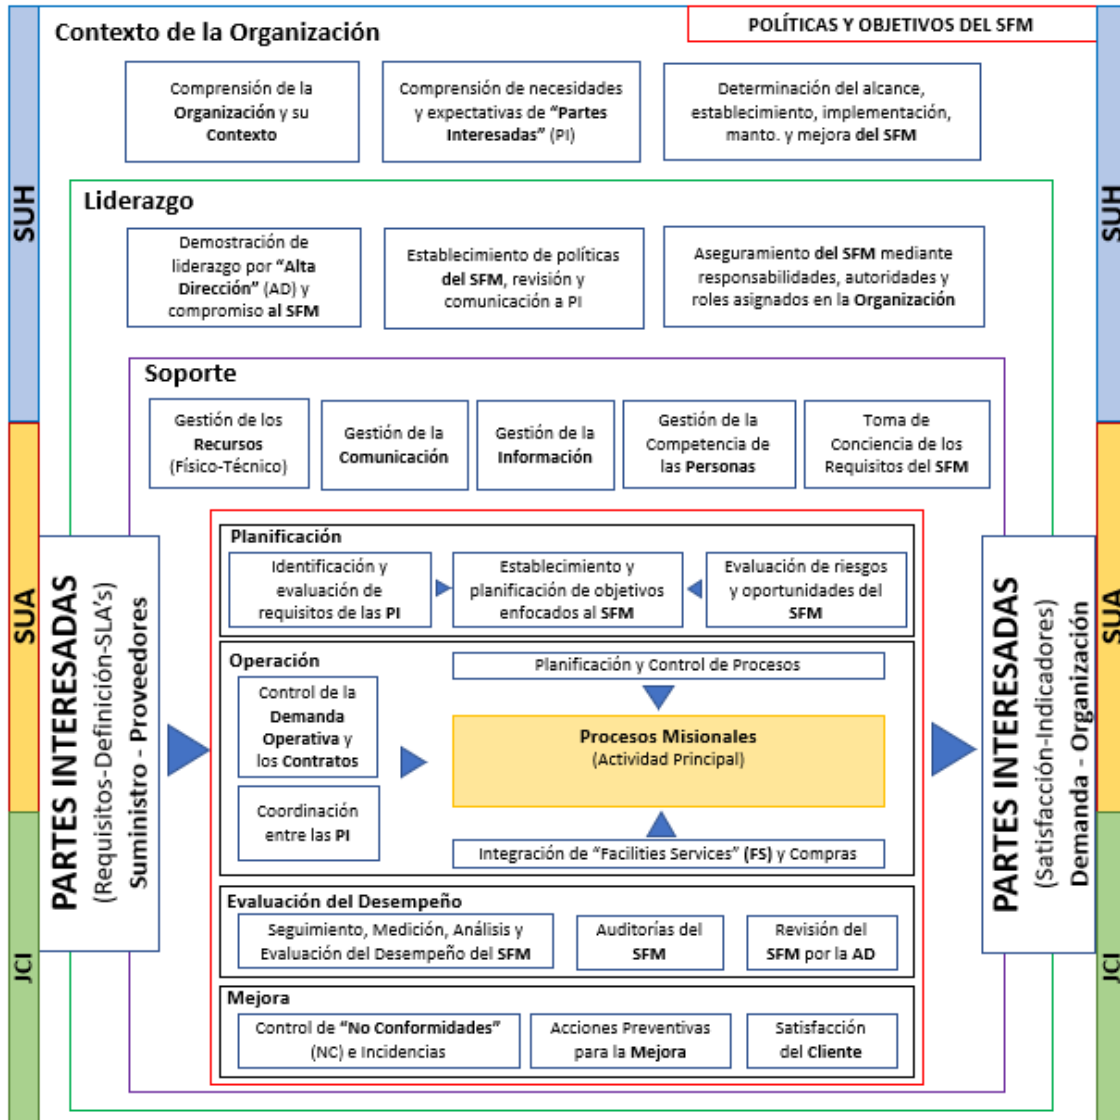 POLÍTICAS Y OBJETIVOS DEL SFM
Contexto de la Organización
Comprensión de la
Organización y su
Contexto
Comprensión de necesidades
y expectativas de “Partes
Interesadas” (PI)
Determinación del alcance,
establecimiento, implementación,
manto. y mejora del SFM
SUH
SUH
Liderazgo
Demostración de
liderazgo por “Alta
Dirección” (AD) y
compromiso al SFM
Establecimiento de políticas
del SFM, revisión y
comunicación a PI
Aseguramiento del SFM mediante
responsabilidades, autoridades y
roles asignados en la Organización
Soporte
Gestión de los
Recursos
(Físico-Técnico)
Gestión de la
Comunicación
Gestión de la
Información
Gestión de la
Competencia de
las Personas
Toma de
Conciencia de los
Requisitos del SFM
SUA
SUA
PARTES INTERESADAS
(Requisitos-Definición-SLA’s)
Suministro - Proveedores
Planificación
Identificación y
evaluación de
requisitos de las PI
Establecimiento y
planificación de objetivos
enfocados al SFM
Evaluación de riesgos
y oportunidades del
SFM
Operación
Control de la
Demanda
Operativa y
los Contratos
Coordinación
entre las PI
Planificación y Control de Procesos
Procesos Misionales
(Actividad Principal)
Integración de “Facilities Services” (FS) y Compras
PARTES INTERESADAS
(Satisfacción-Indicadores)
Demanda - Organización
Evaluación del Desempeño
Seguimiento, Medición, Análisis y
Evaluación del Desempeño del SFM
Auditorías del
SFM
Revisión del
SFM por la AD
JCI
JCI
Mejora
Control de “No Conformidades”
(NC) e Incidencias
Acciones Preventivas
para la Mejora
Satisfacción
del Cliente